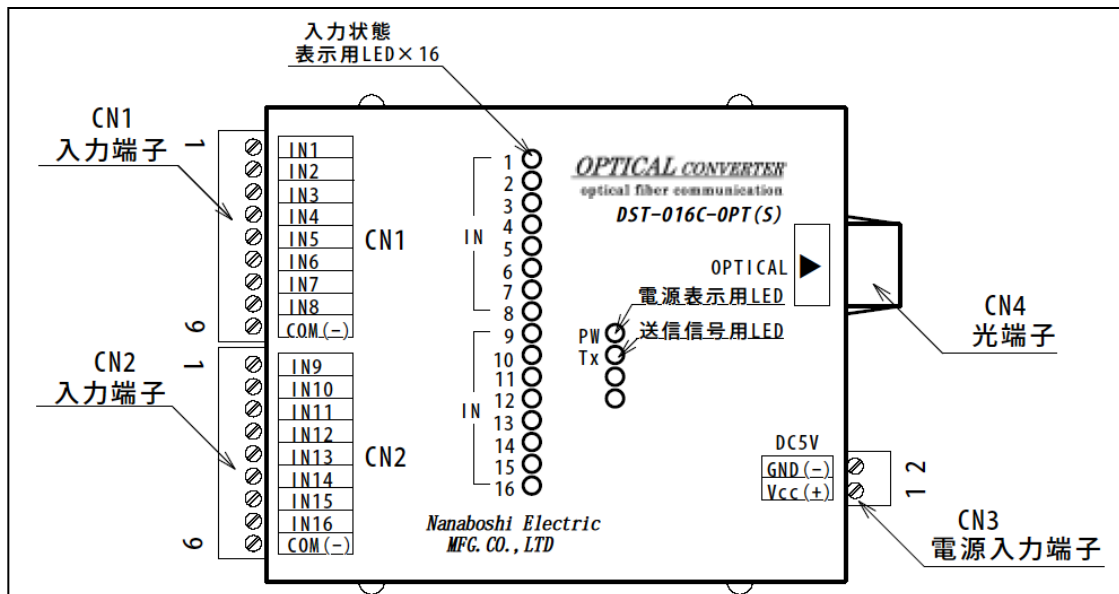 入力状態
表示用LED×16
CN1
入力端子
1
9
IN1
IN2
IN3
IN4
IN5
IN6
IN7
IN8
COM(-)
CN1
CN2
入力端子
1
9
IN9
IN10
IN11
IN12
IN13
IN14
IN15
IN16
COM(-)
CN2
IN
1
2
3
4
5
6
7
8
IN
9
10
11
12
13
14
15
16
OPTICAL CONVERTER
optical fiber communication
DST-016C-OPT(S)
OPTICAL
CN4
光端子
電源表示用LED
PW
送信信号用LED
Tx
DC5V
GND(-)
Vcc(+)
2
1
CN3
電源入力端子
Nanaboshi Electric
MFG.CO.,LTD